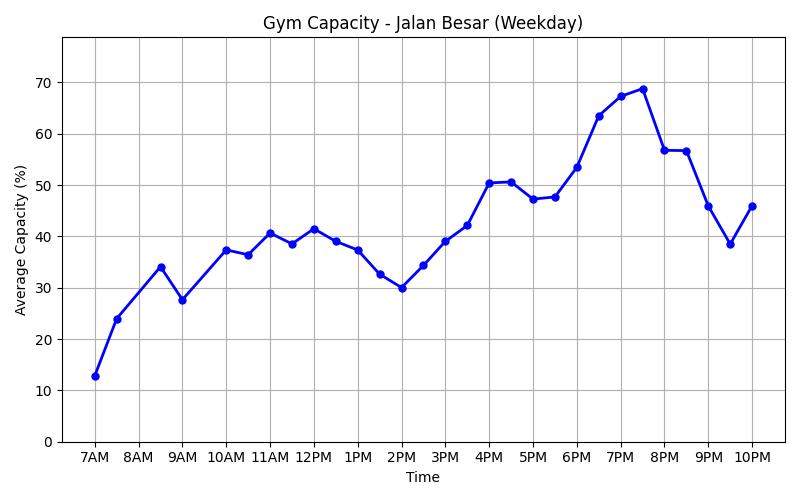 Gym Capacity - Jalan Besar (Weekday)
Average Capacity (%)
70
60
50
40
30
20
10
0
7AM 8AM 9AM 10AM 11AM 12PM 1PM 2PM 3PM 4PM 5PM 6PM 7PM 8PM 9PM 10PM
Time